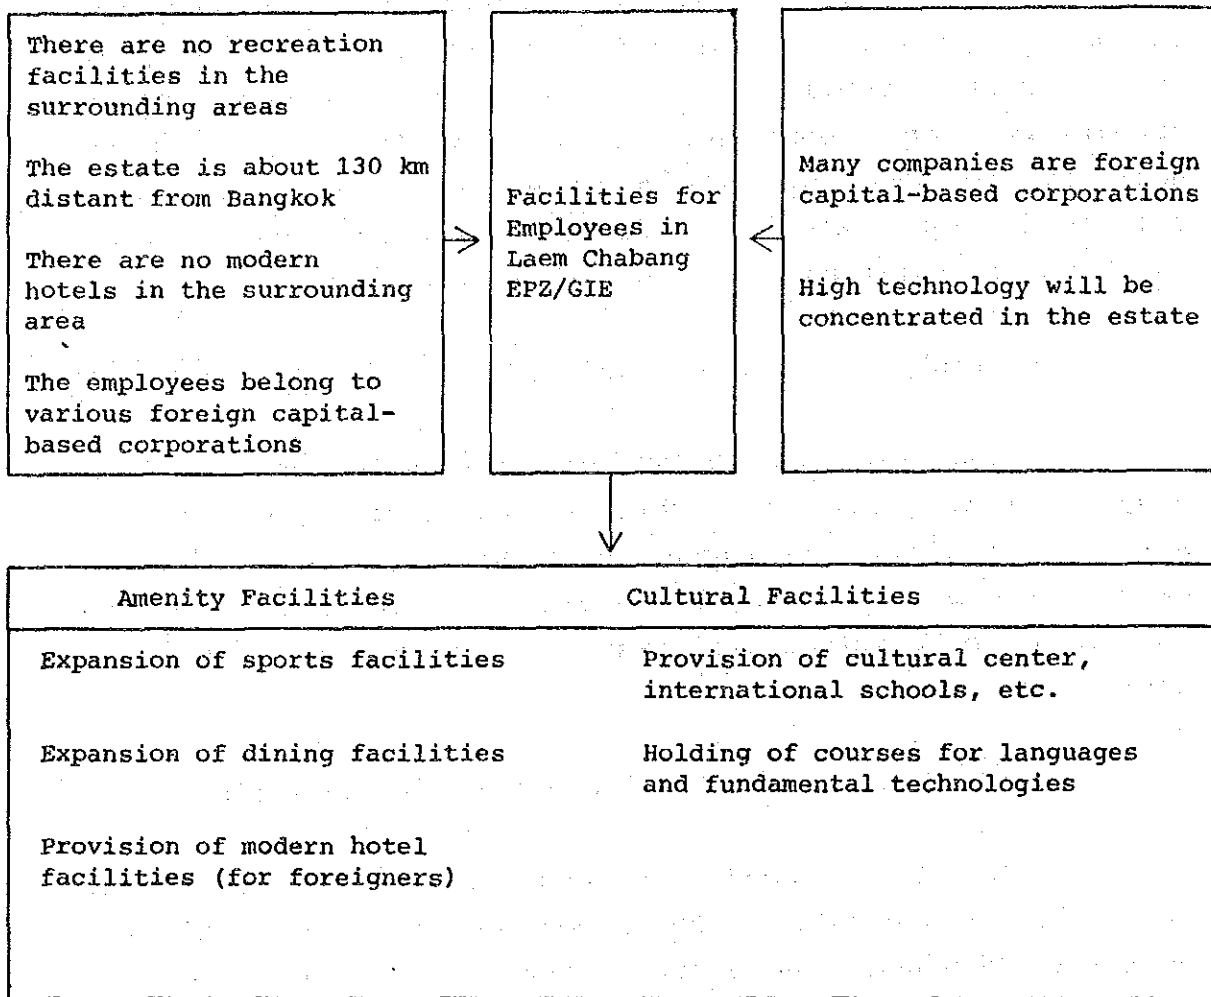 There are no recreation
facilities in the
surrounding areas
The estate is about 130 km
distant from Bangkok
There are no modern
hotels in the surrounding
area
The employees belong to
various foreign capital-
based corporations
Facilities for
Employees in
Laem Chabang
EPZ/GIE
Many companies are foreign
capital-based corporations
High technology will be
concentrated in the estate
Amenity Facilities
Cultural Facilities
Expansion of sports facilities
Expansion of dining facilities
Provision of modern hotel
facilities (for foreigners)
Provision of cultural center,
international schools, etc.
Holding of courses for languages
and fundamental technologies